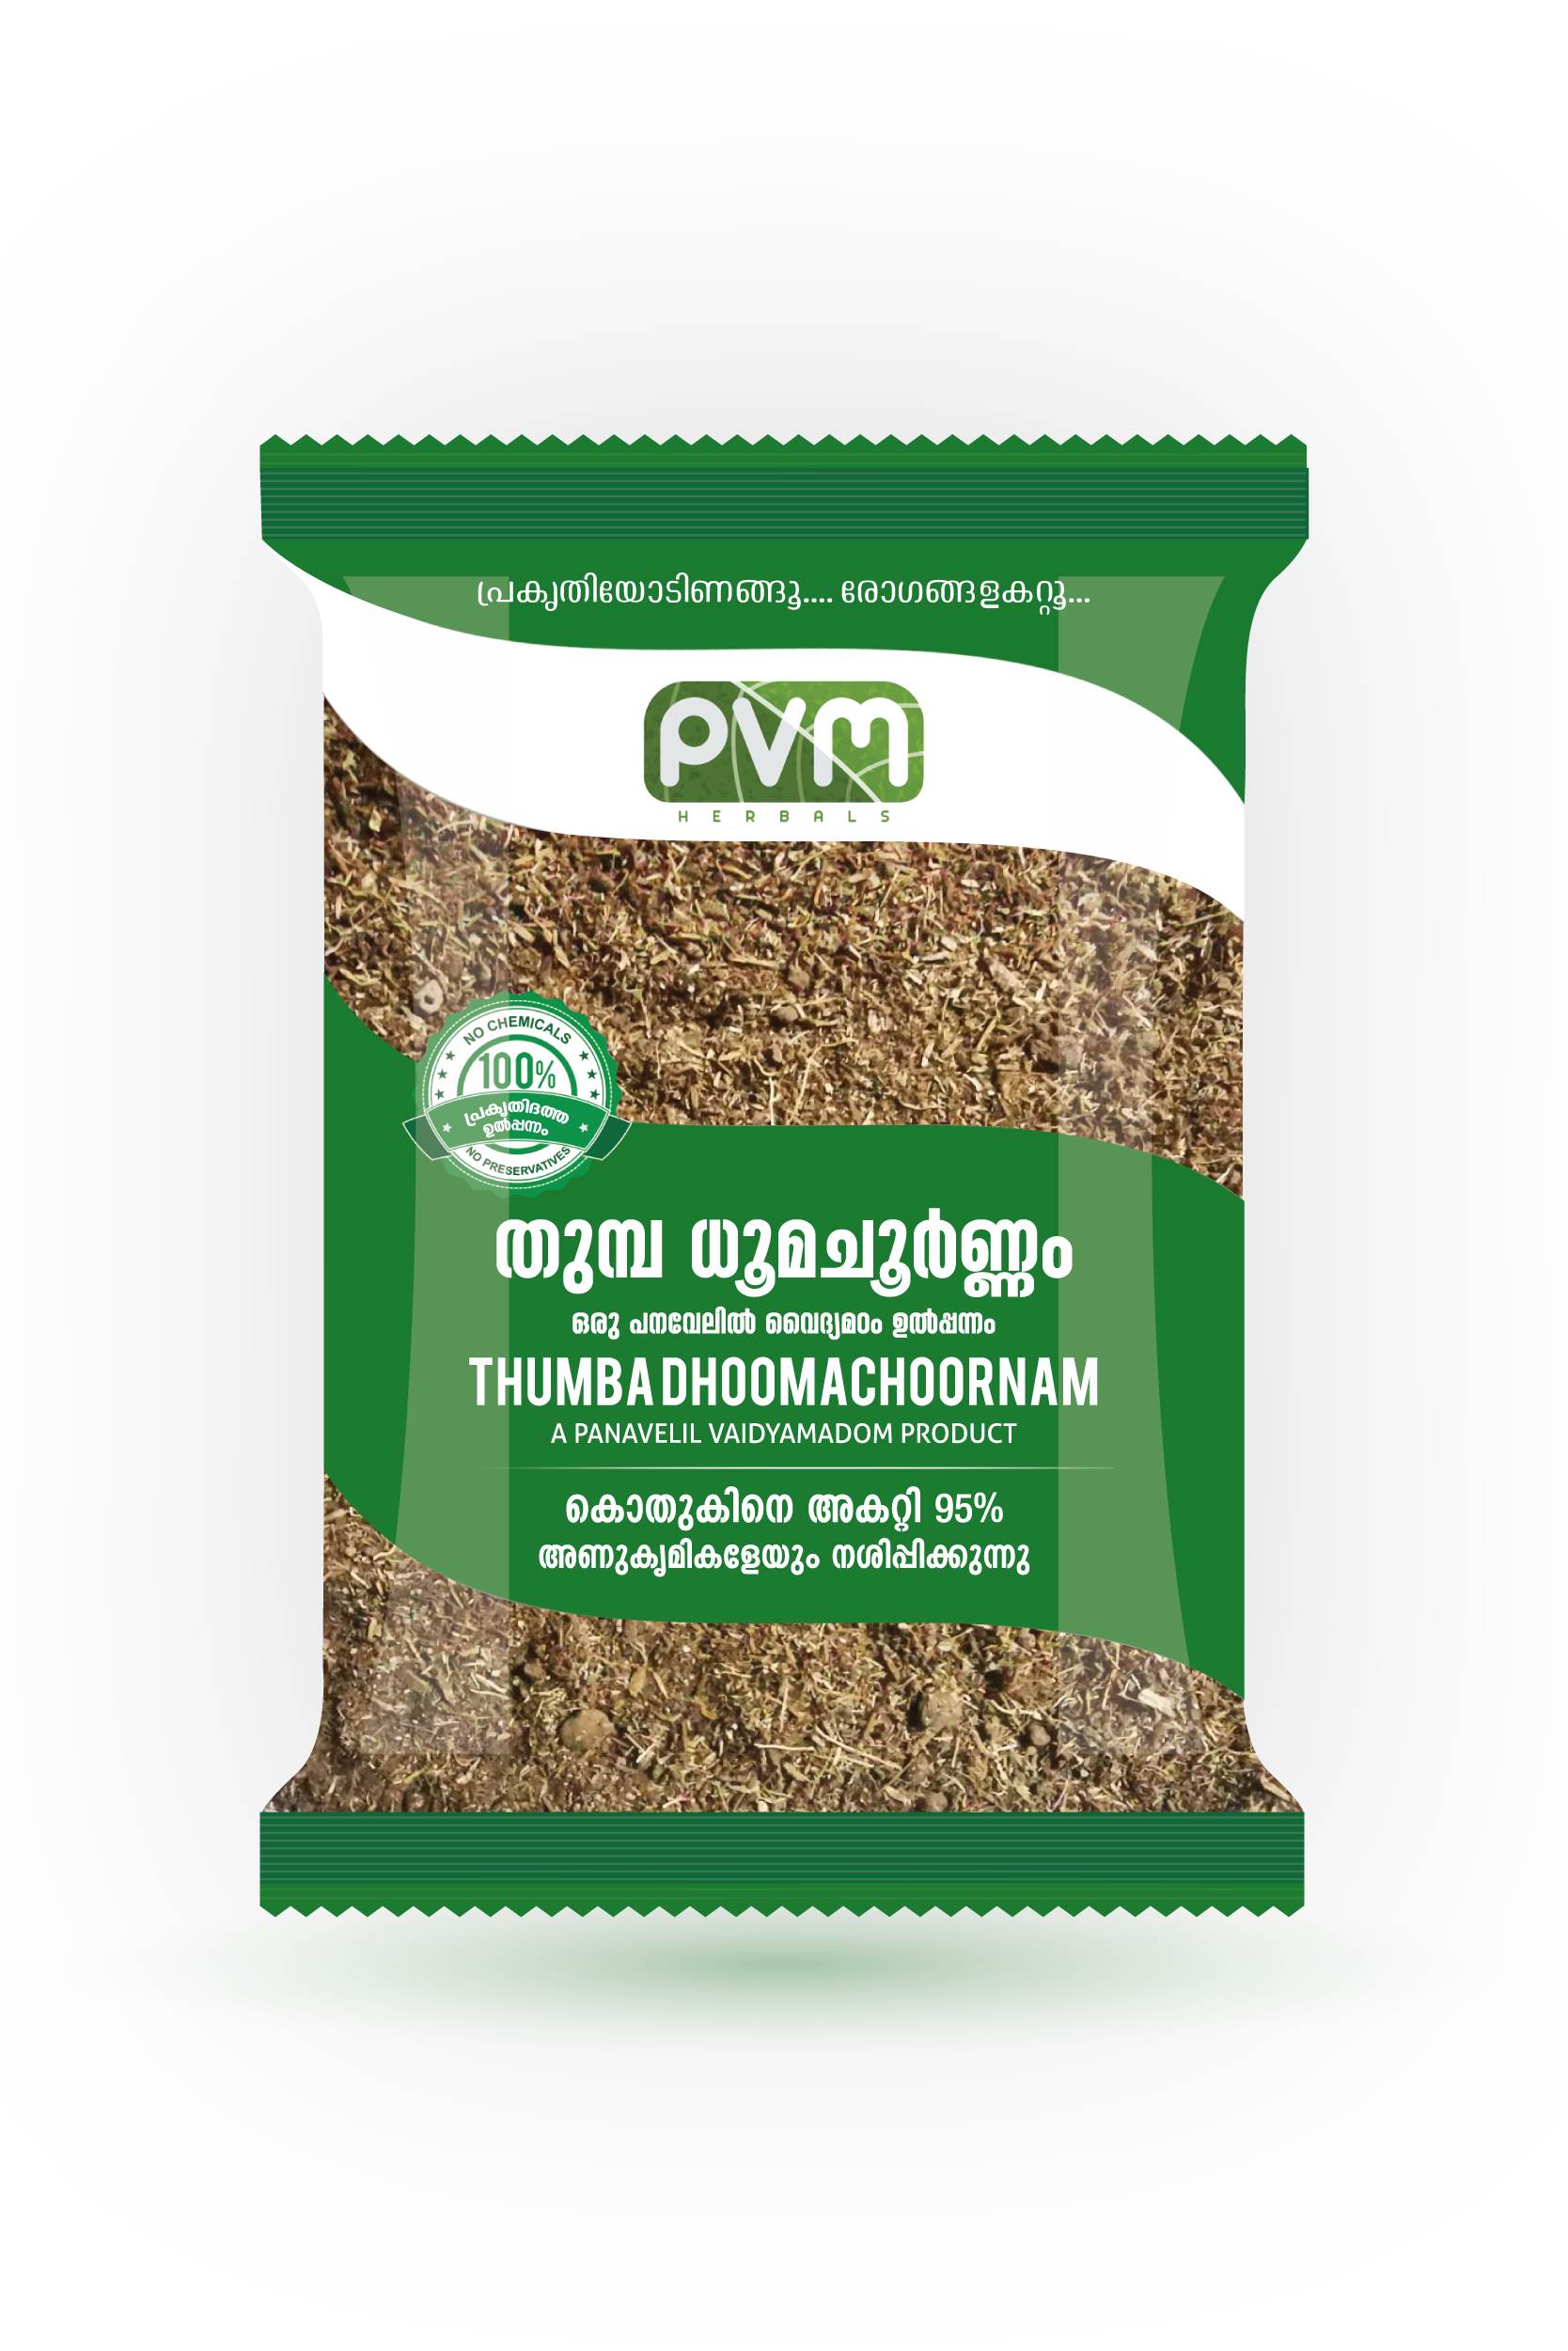 പ്രകൃതിയോടിണങ്ങൂ.... രോഗങ്ങളകറ്റൂ...
PVM
HERBALS
NO CHEMICALS
100%
പ്രകൃതിദത്ത
ഉൽപ്പന്നം
NO PRESERVATIVES
തുമ്പ ധൂമചൂർണ്ണം
ഒരു പനവേലിൽ വൈദ്യമഠം ഉൽപ്പന്നം
THUMBA DHOOMACHOORNAM
A PANAVELIL VAIDYAMADOM PRODUCT
കൊതുകിനെ അകറ്റി 95%
അണുകൃമികളേയും നശിപ്പിക്കുന്നു